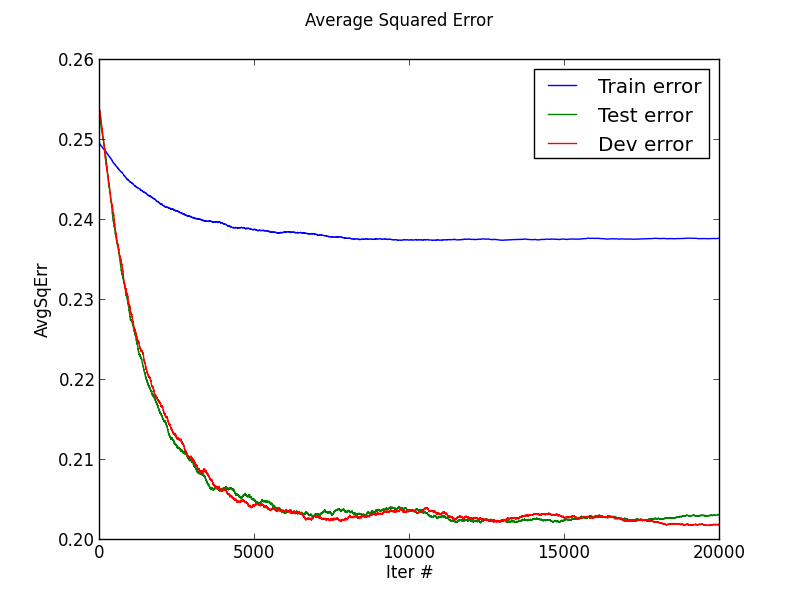 Average Squared Error
0.26
0.25
0.24
0.23
0.22
0.21
0.20
AvgSqErr
Train error
Test error
Dev error
0 5000 10000 15000 20000
Iter #